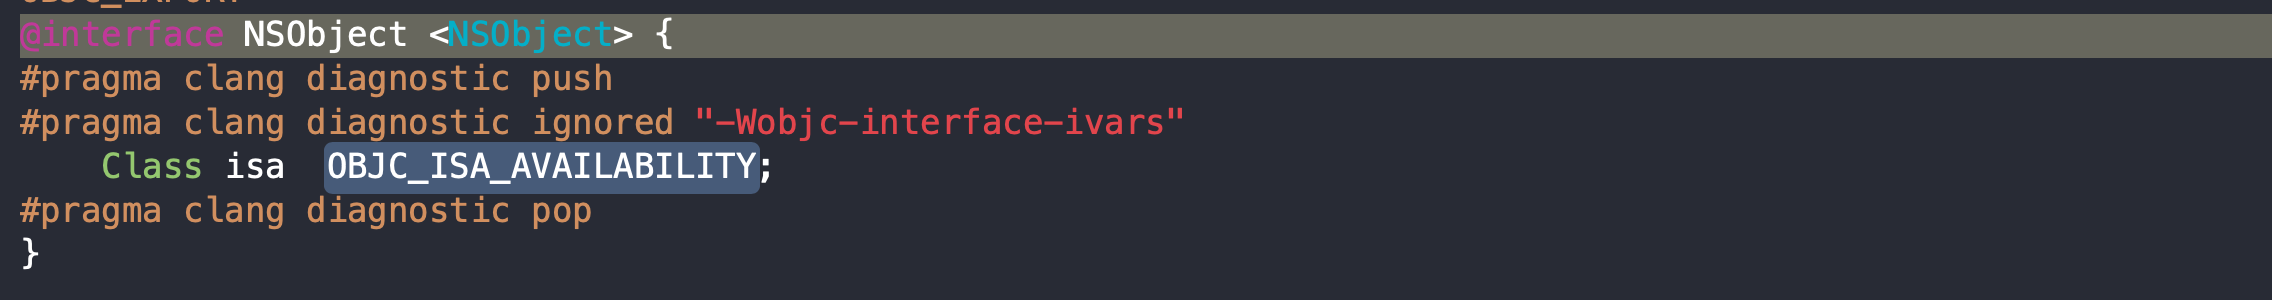 @interface NSObject <NSObject> {
#pragma clang diagnostic push
#pragma clang diagnostic ignored "-Wobjc-interface-ivars"
    Class isa  OBJC_ISA_AVAILABILITY;
#pragma clang diagnostic pop
}